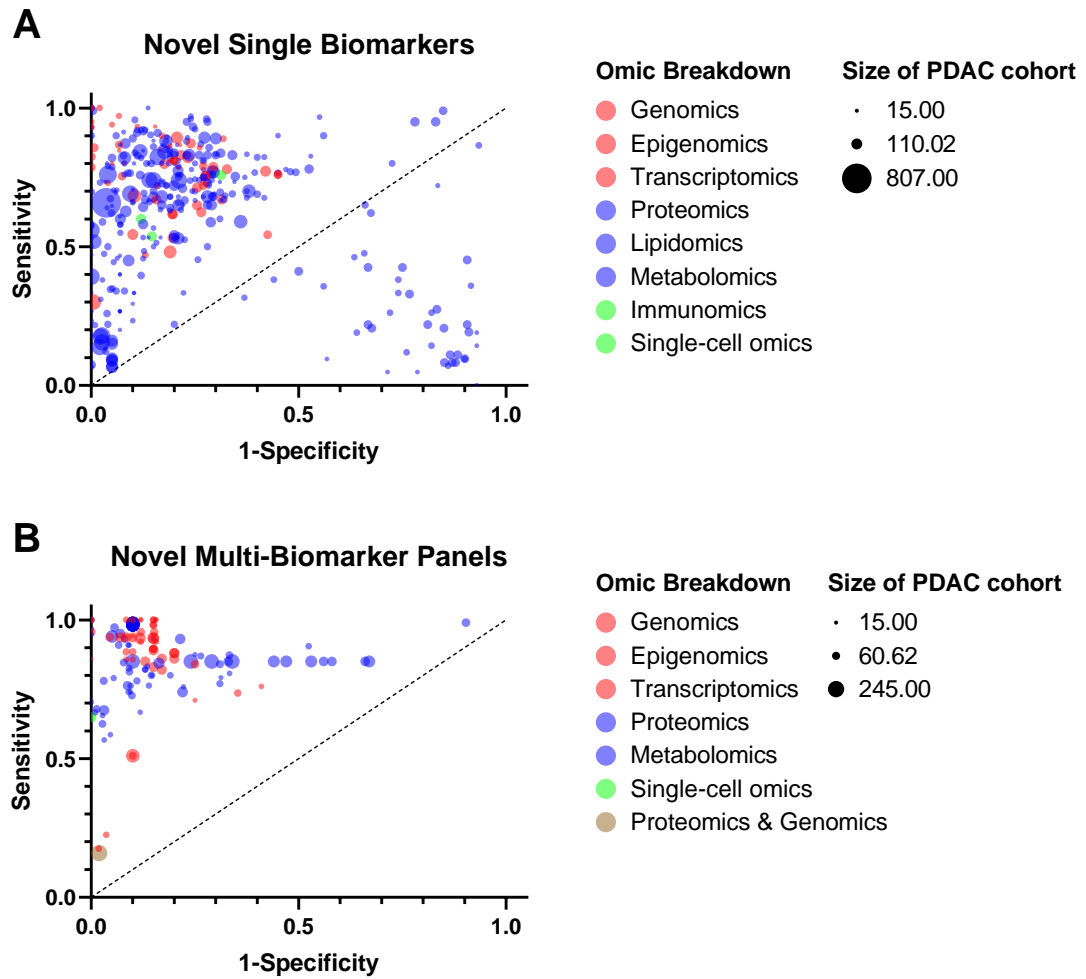 A
Novel Single Biomarkers
Sensitivity
1.0
0.5
0.0
0.0
0.5
1.0
1-Specificity
Omic Breakdown
Genomics
Epigenomics
Transcriptomics
Proteomics
Lipidomics
Metabolomics
Immunomics
Single-cell omics
Size of PDAC cohort
15.00
110.02
807.00
B
Novel Multi-Biomarker Panels
Sensitivity
1.0
0.5
0.0
0.0
0.5
1.0
1-Specificity
Omic Breakdown
Genomics
Epigenomics
Transcriptomics
Proteomics
Metabolomics
Single-cell omics
Proteomics & Genomics
Size of PDAC cohort
15.00
60.62
245.00